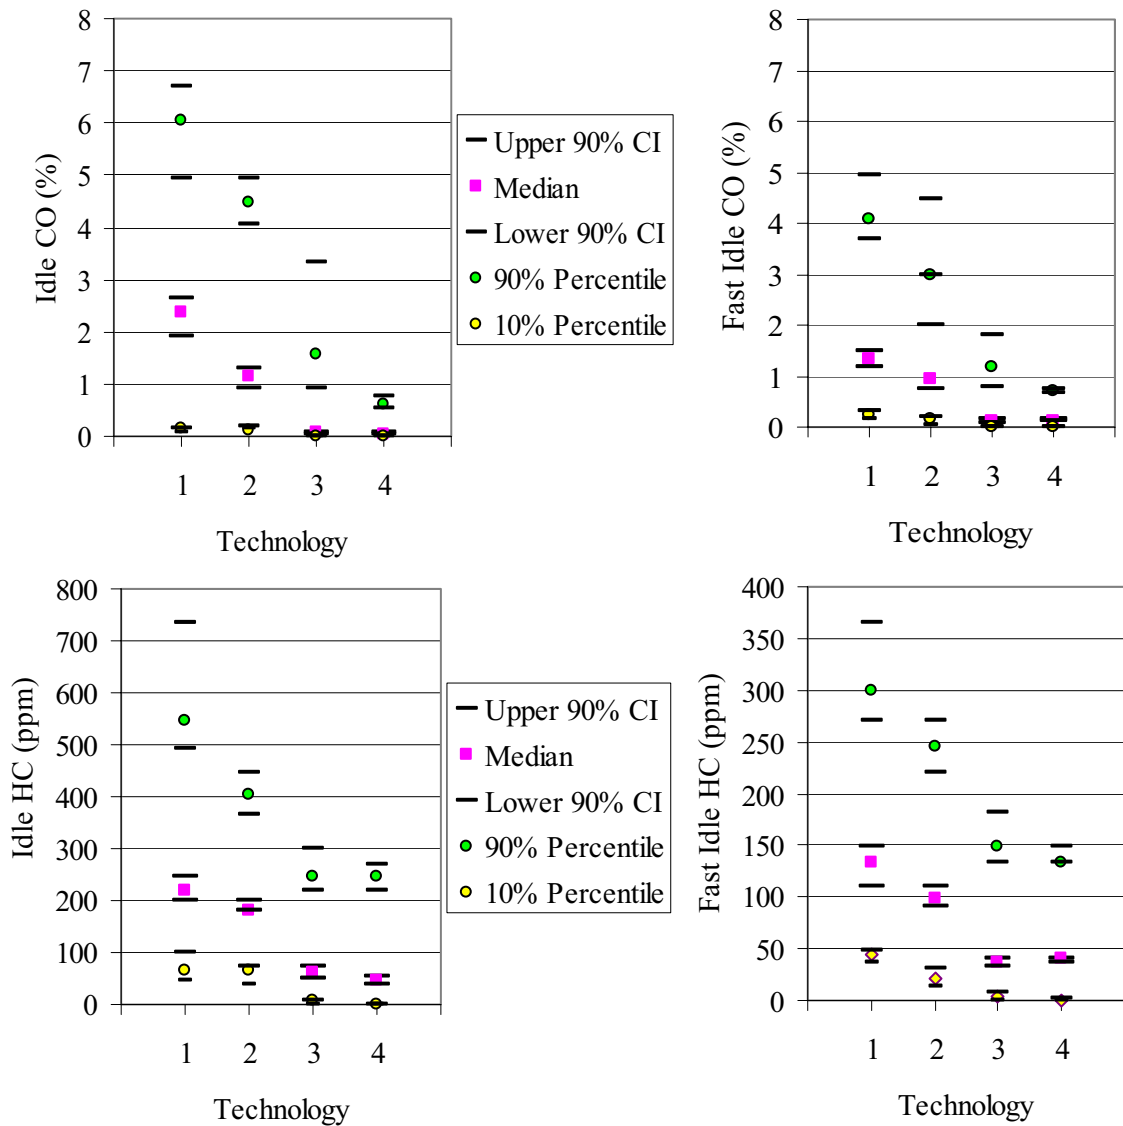 8
7
6
5
4
3
2
1
0
Idle CO (%)
1 2 3 4
Technology
Upper 90% CI
Median
Lower 90% CI
90% Percentile
10% Percentile
8
7
6
5
4
3
2
1
0
Fast Idle CO (%)
1 2 3 4
Technology
800
700
600
500
400
300
200
100
0
Idle HC (ppm)
1 2 3 4
Technology
Upper 90% CI
Median
Lower 90% CI
90% Percentile
10% Percentile
400
350
300
250
200
150
100
50
0
Fast Idle HC (ppm)
1 2 3 4
Technology